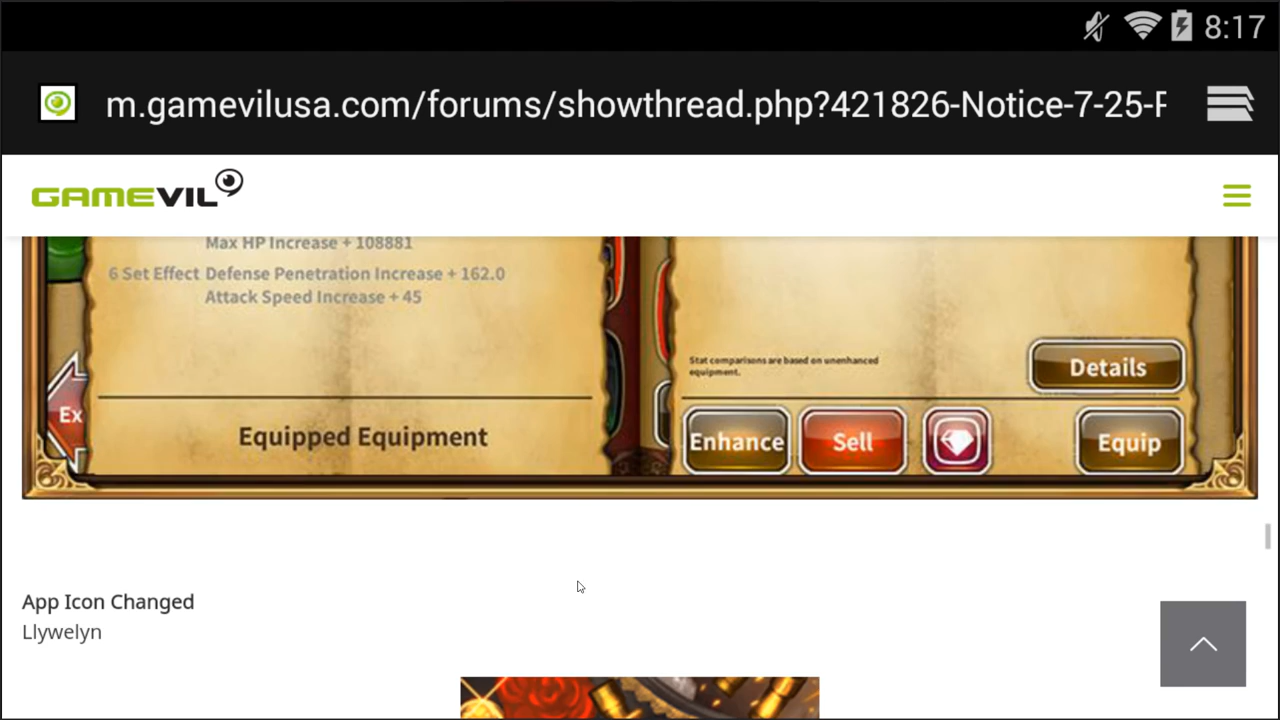 8:17
m.gamevilusa.com/forums/showthread.php?421826-Notice-7-25-F
GAMEVIL
Max HP Increase + 108881
6 Set Effect Defense Penetration Increase + 162.0
Attack Speed Increase + 45
Ex
Equipped Equipment
Stat comparisons are based on unenhanced
equipment.
Details
Enhance
Sell
Equip
App Icon Changed
Llywelyn